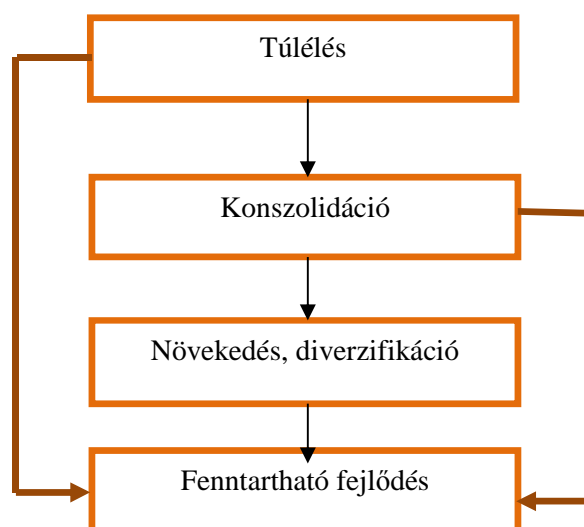 Túlélés
Konszolidáció
Növekedés, diverzifikáció
Fenntartható fejlődés